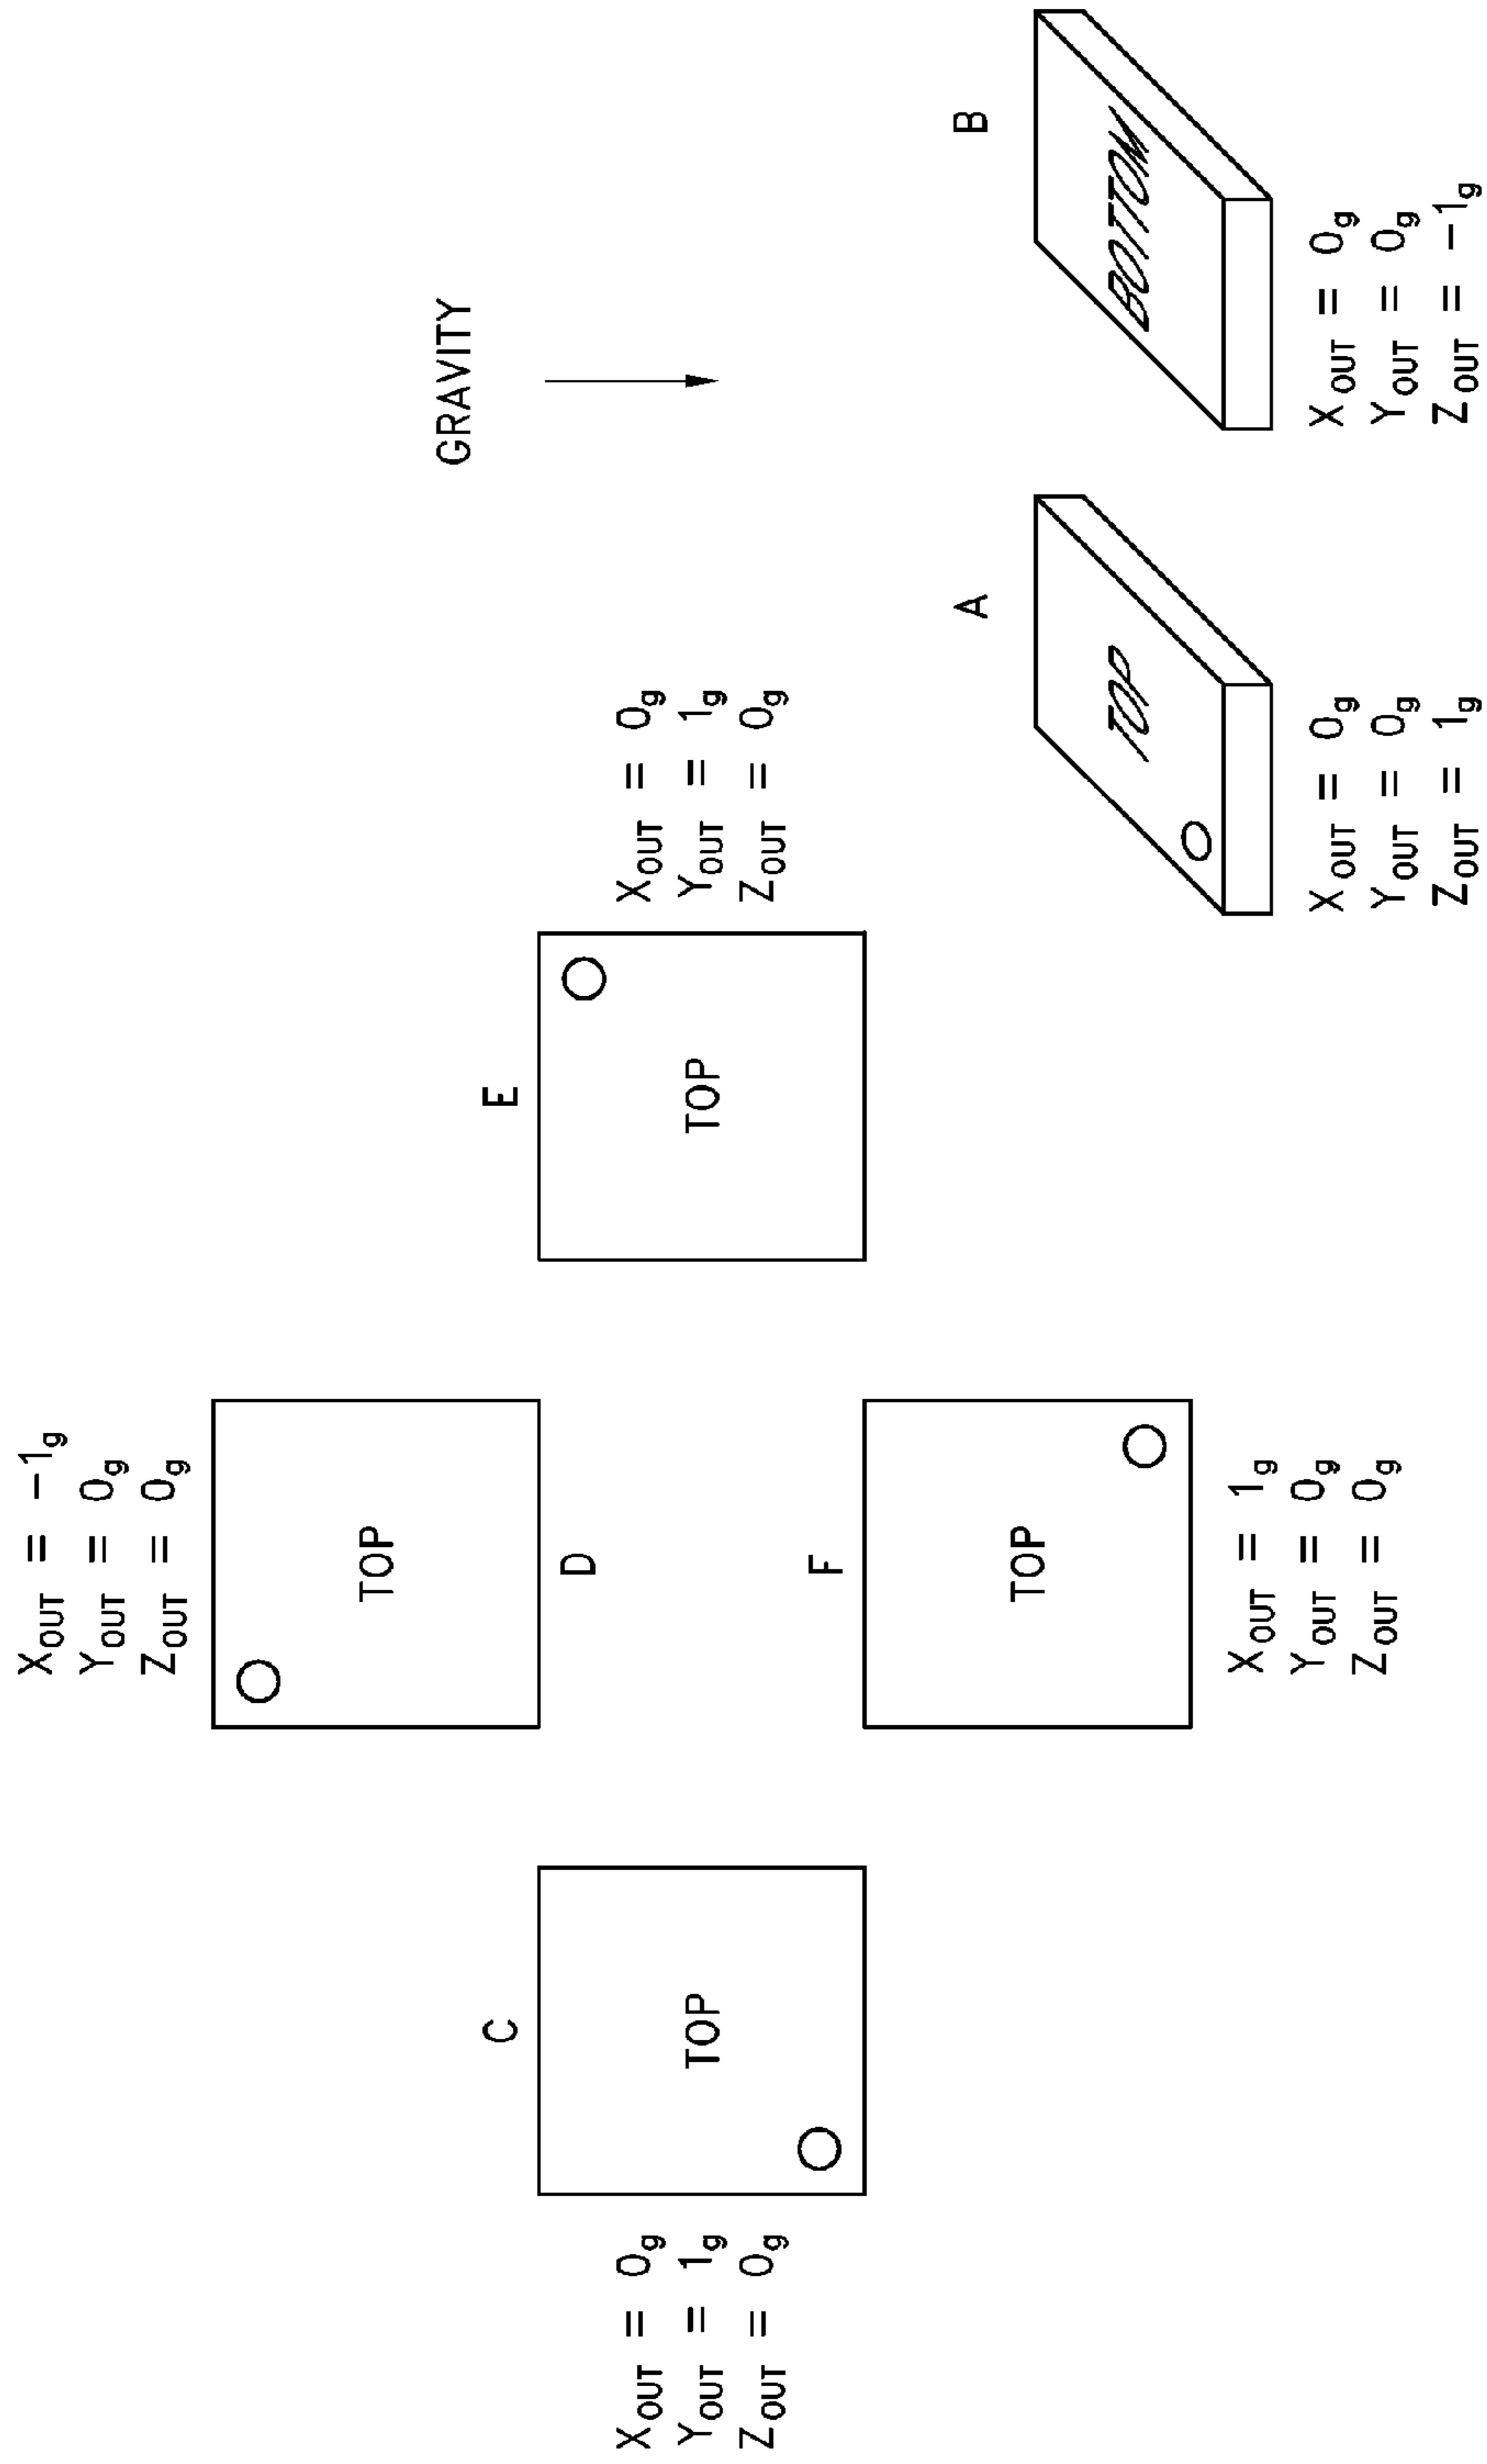 XOUT = -1g
YOUT = 0g
ZOUT = 0g
TOP
D
GRAVITY
C
TOP
XOUT = 0g
YOUT = 1g
ZOUT = 0g
E
TOP
XOUT = 0g
YOUT = 1g
ZOUT = 0g
F
TOP
XOUT = 1g
YOUT = 0g
ZOUT = 0g
A
TOP
XOUT = 0g
YOUT = 0g
ZOUT = 1g
B
BOTTOM
XOUT = 0g
YOUT = 0g
ZOUT = -1g